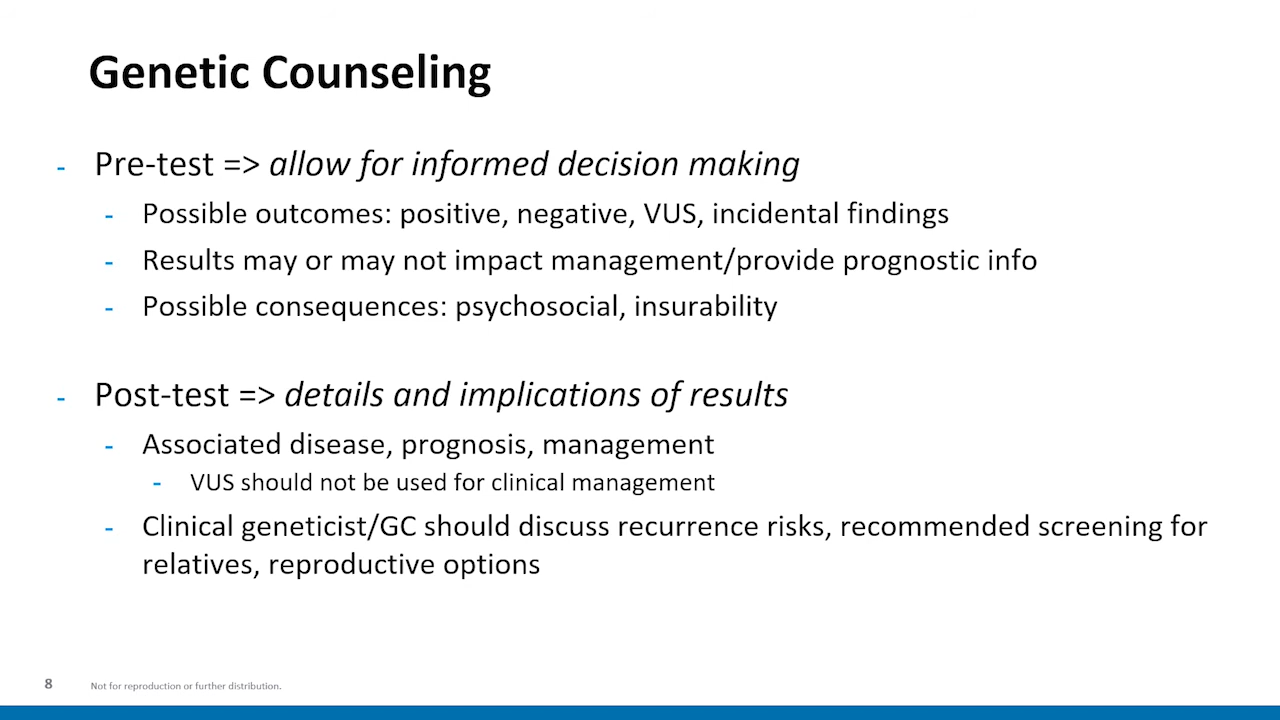 Genetic Counseling
- Pre-test => allow for informed decision making
- Possible outcomes: positive, negative, VUS, incidental findings
- Results may or may not impact management/provide prognostic info
- Possible consequences: psychosocial, insurability
- Post-test => details and implications of results
- Associated disease, prognosis, management
- VUS should not be used for clinical management
- Clinical geneticist/GC should discuss recurrence risks, recommended screening for
relatives, reproductive options
8 Not for reproduction or further distribution.